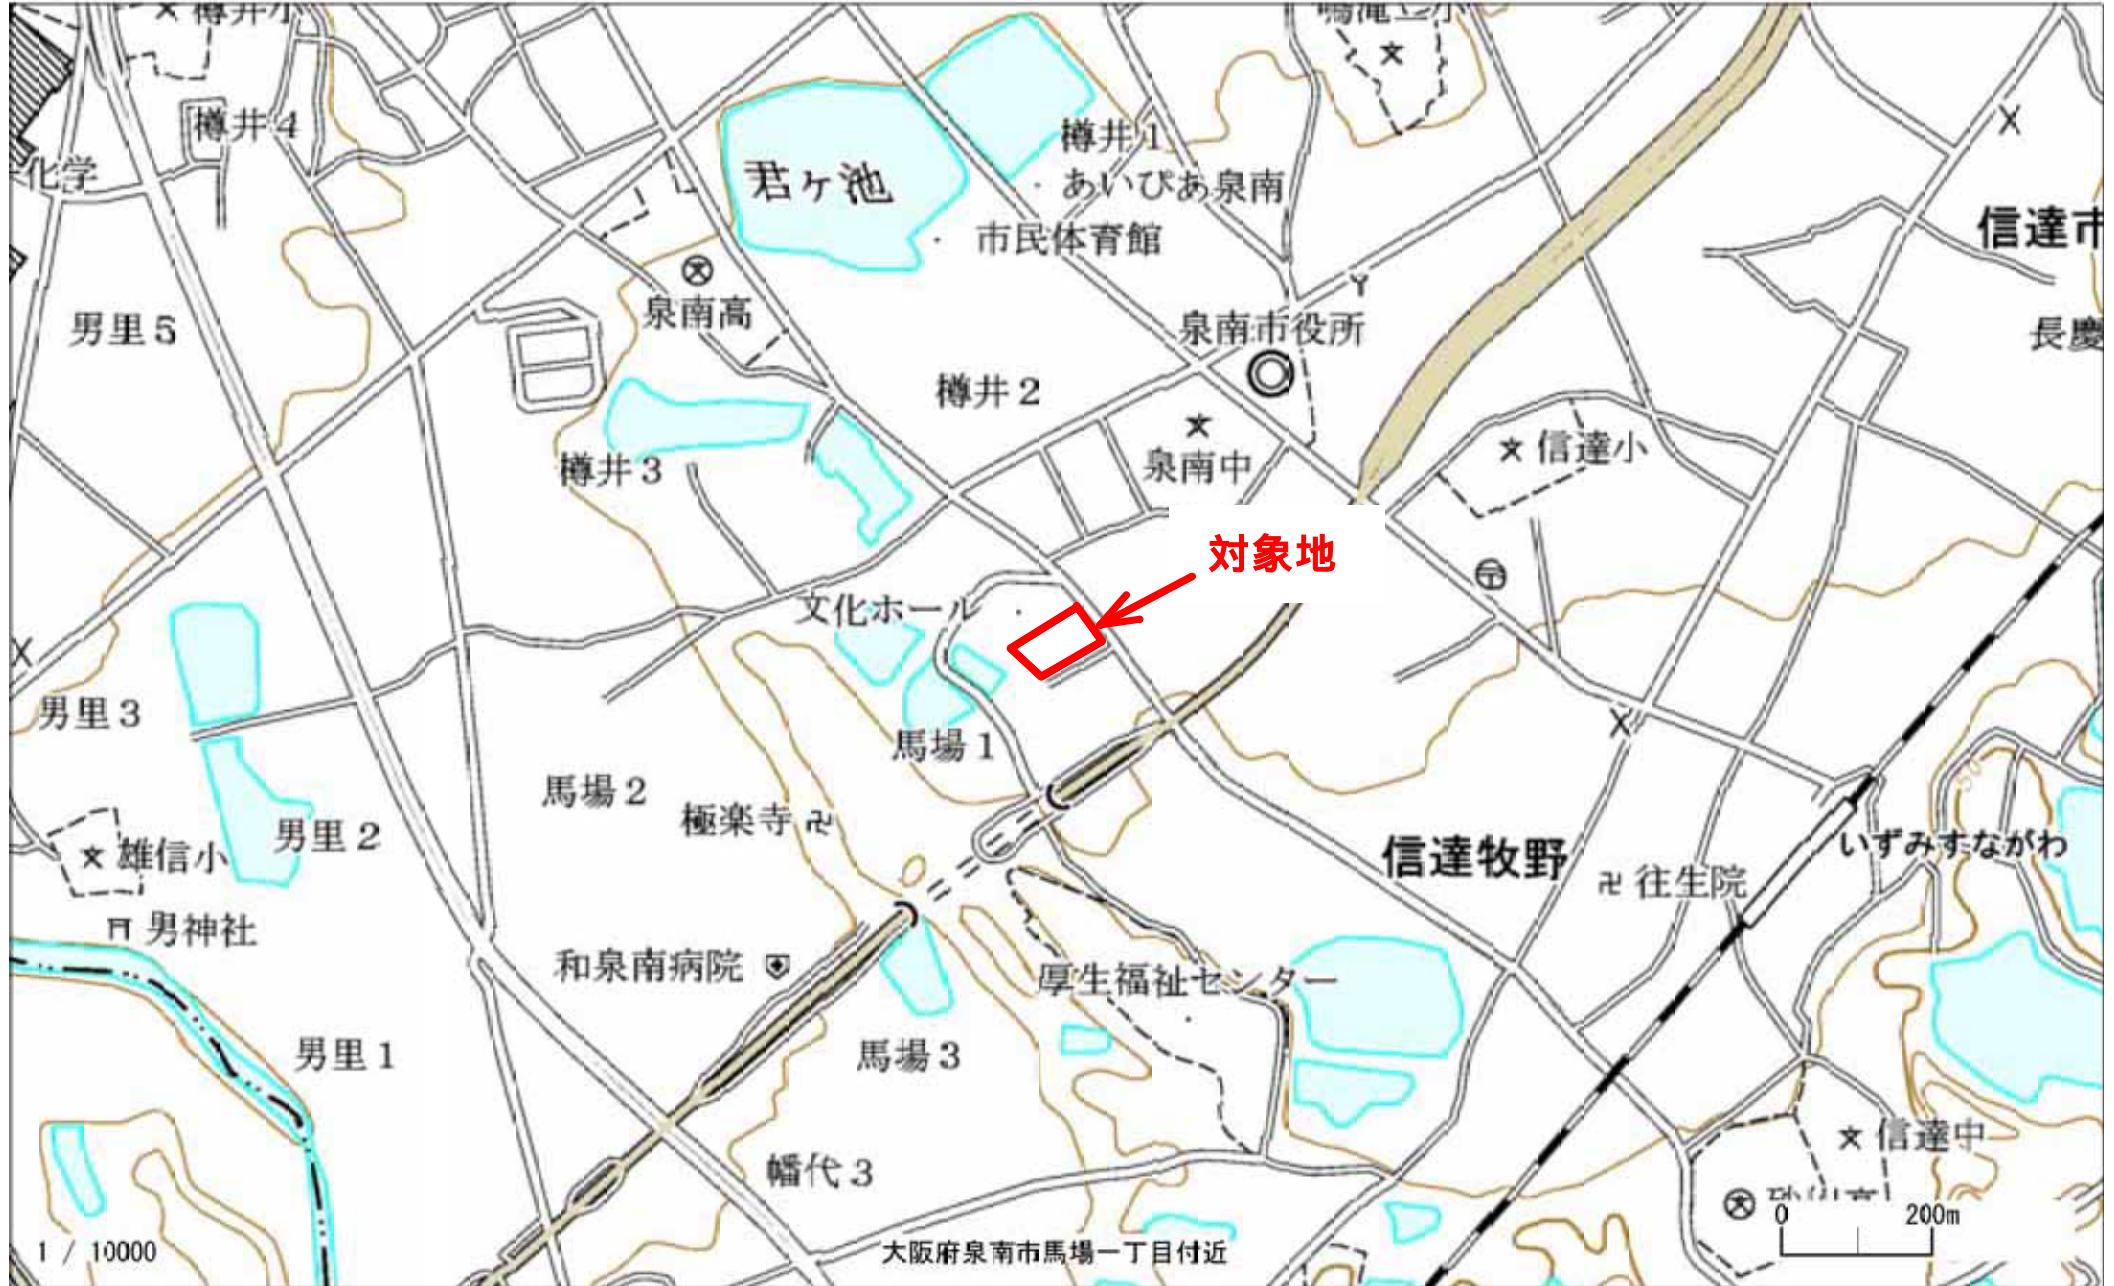 樽井小
鳴滝二小
樽井4
化学
君ヶ池
樽井1
あいぴあ泉南
市民体育館
信達市
男里5
泉南高
泉南市役所
長慶
樽井2
樽井3
泉南中
信達小
対象地
文化ホール
男里3
馬場1
馬場2
極楽寺
男里2
雄信小
信達牧野
いずみすながわ
往生院
男神社
和泉南病院
厚生福祉センター
男里1
馬場3
幡代3
信達中
0 200m
1 / 10000
大阪府泉南市馬場一丁目付近